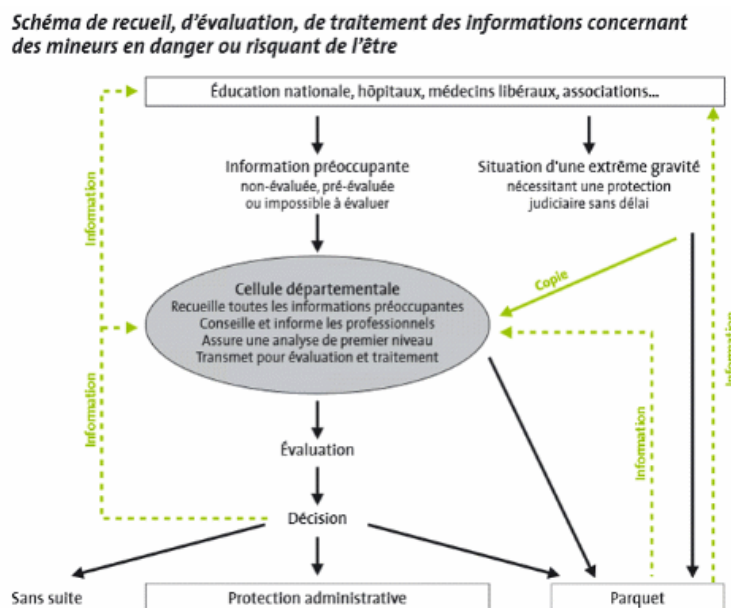 Schéma de recueil, d'évaluation, de traitement des informations concernant
des mineurs en danger ou risquant de l'être
Éducation nationale, hôpitaux, médecins libéraux, associations...
Information préoccupante
non-évaluée, pré-évaluée
ou impossible à évaluer
Situation d'une extrême gravité
nécessitant une protection
judiciaire sans délai
Information
Copie
Cellule départementale
Recueille toutes les informations préoccupantes
Conseille et informe les professionnels
Assure une analyse de premier niveau
Transmet pour évaluation et traitement
Information
Information
Information
Évaluation
Décision
Sans suite
Protection administrative
Parquet